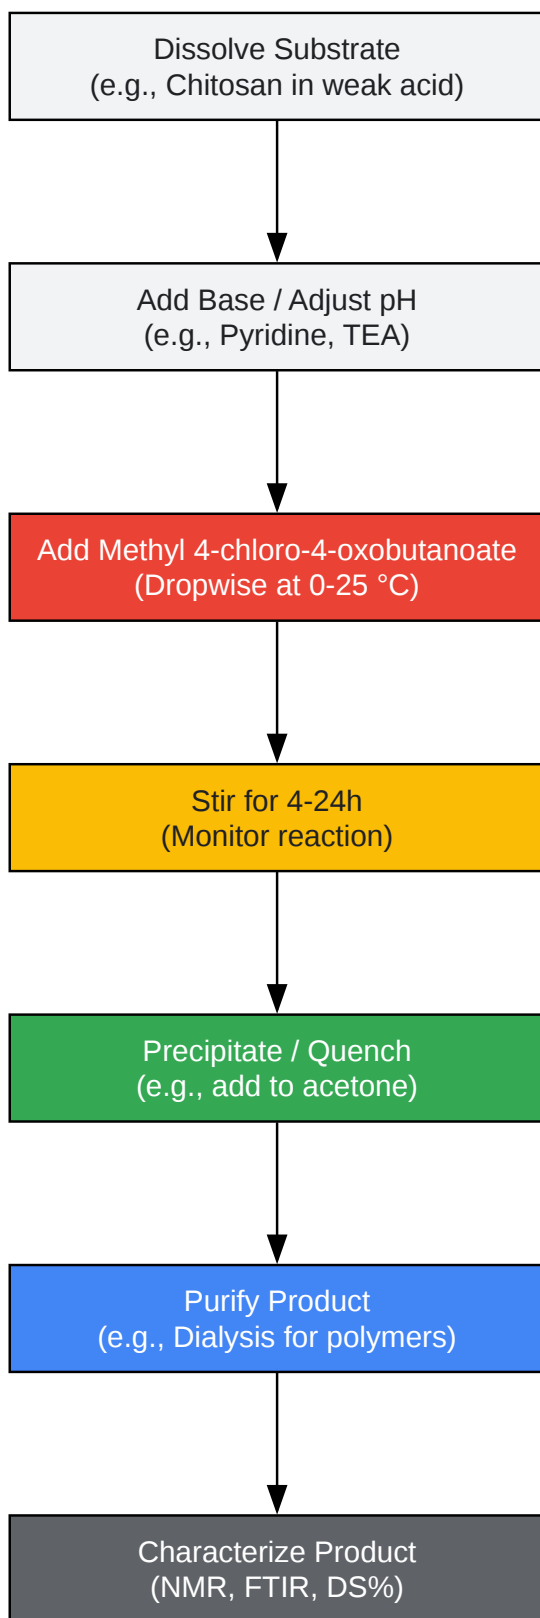 Dissolve Substrate
(e.g., Chitosan in weak acid)
Add Base / Adjust pH
(e.g., Pyridine, TEA)
Add Methyl 4-chloro-4-oxobutanoate
(Dropwise at 0-25 °C)
Stir for 4-24h
(Monitor reaction)
Precipitate / Quench
(e.g., add to acetone)
Purify Product
(e.g., Dialysis for polymers)
Characterize Product
(NMR, FTIR, DS%)